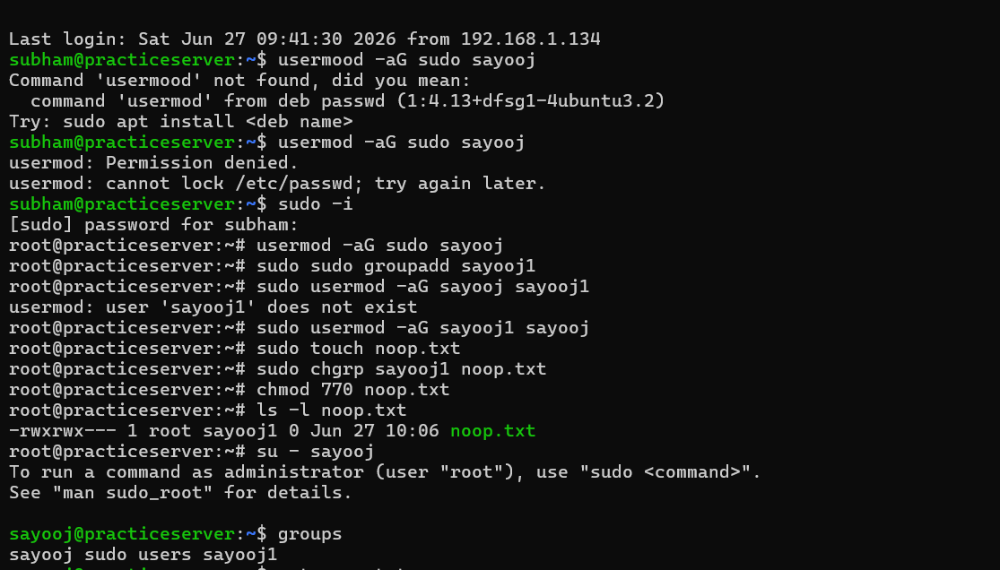 Last login: Sat Jun 27 09:41:30 2026 from 192.168.1.134
subham@practiceserver:~$ usermood -aG sudo sayooj
Command 'usermood' not found, did you mean:
  command 'usermod' from deb passwd (1:4.13+dfsg1-4ubuntu3.2)
Try: sudo apt install <deb name>
subham@practiceserver:~$ usermod -aG sudo sayooj
usermod: Permission denied.
usermod: cannot lock /etc/passwd; try again later.
subham@practiceserver:~$ sudo -i
[sudo] password for subham:
root@practiceserver:~# usermod -aG sudo sayooj
root@practiceserver:~# sudo sudo groupadd sayooj1
root@practiceserver:~# sudo usermod -aG sayooj sayooj1
usermod: user 'sayooj1' does not exist
root@practiceserver:~# sudo usermod -aG sayooj1 sayooj
root@practiceserver:~# sudo touch noop.txt
root@practiceserver:~# sudo chgrp sayooj1 noop.txt
root@practiceserver:~# chmod 770 noop.txt
root@practiceserver:~# ls -l noop.txt
-rwxrwx--- 1 root sayooj1 0 Jun 27 10:06 noop.txt
root@practiceserver:~# su - sayooj
To run a command as administrator (user "root"), use "sudo <command>".
See "man sudo_root" for details.

sayooj@practiceserver:~$ groups
sayooj sudo users sayooj1